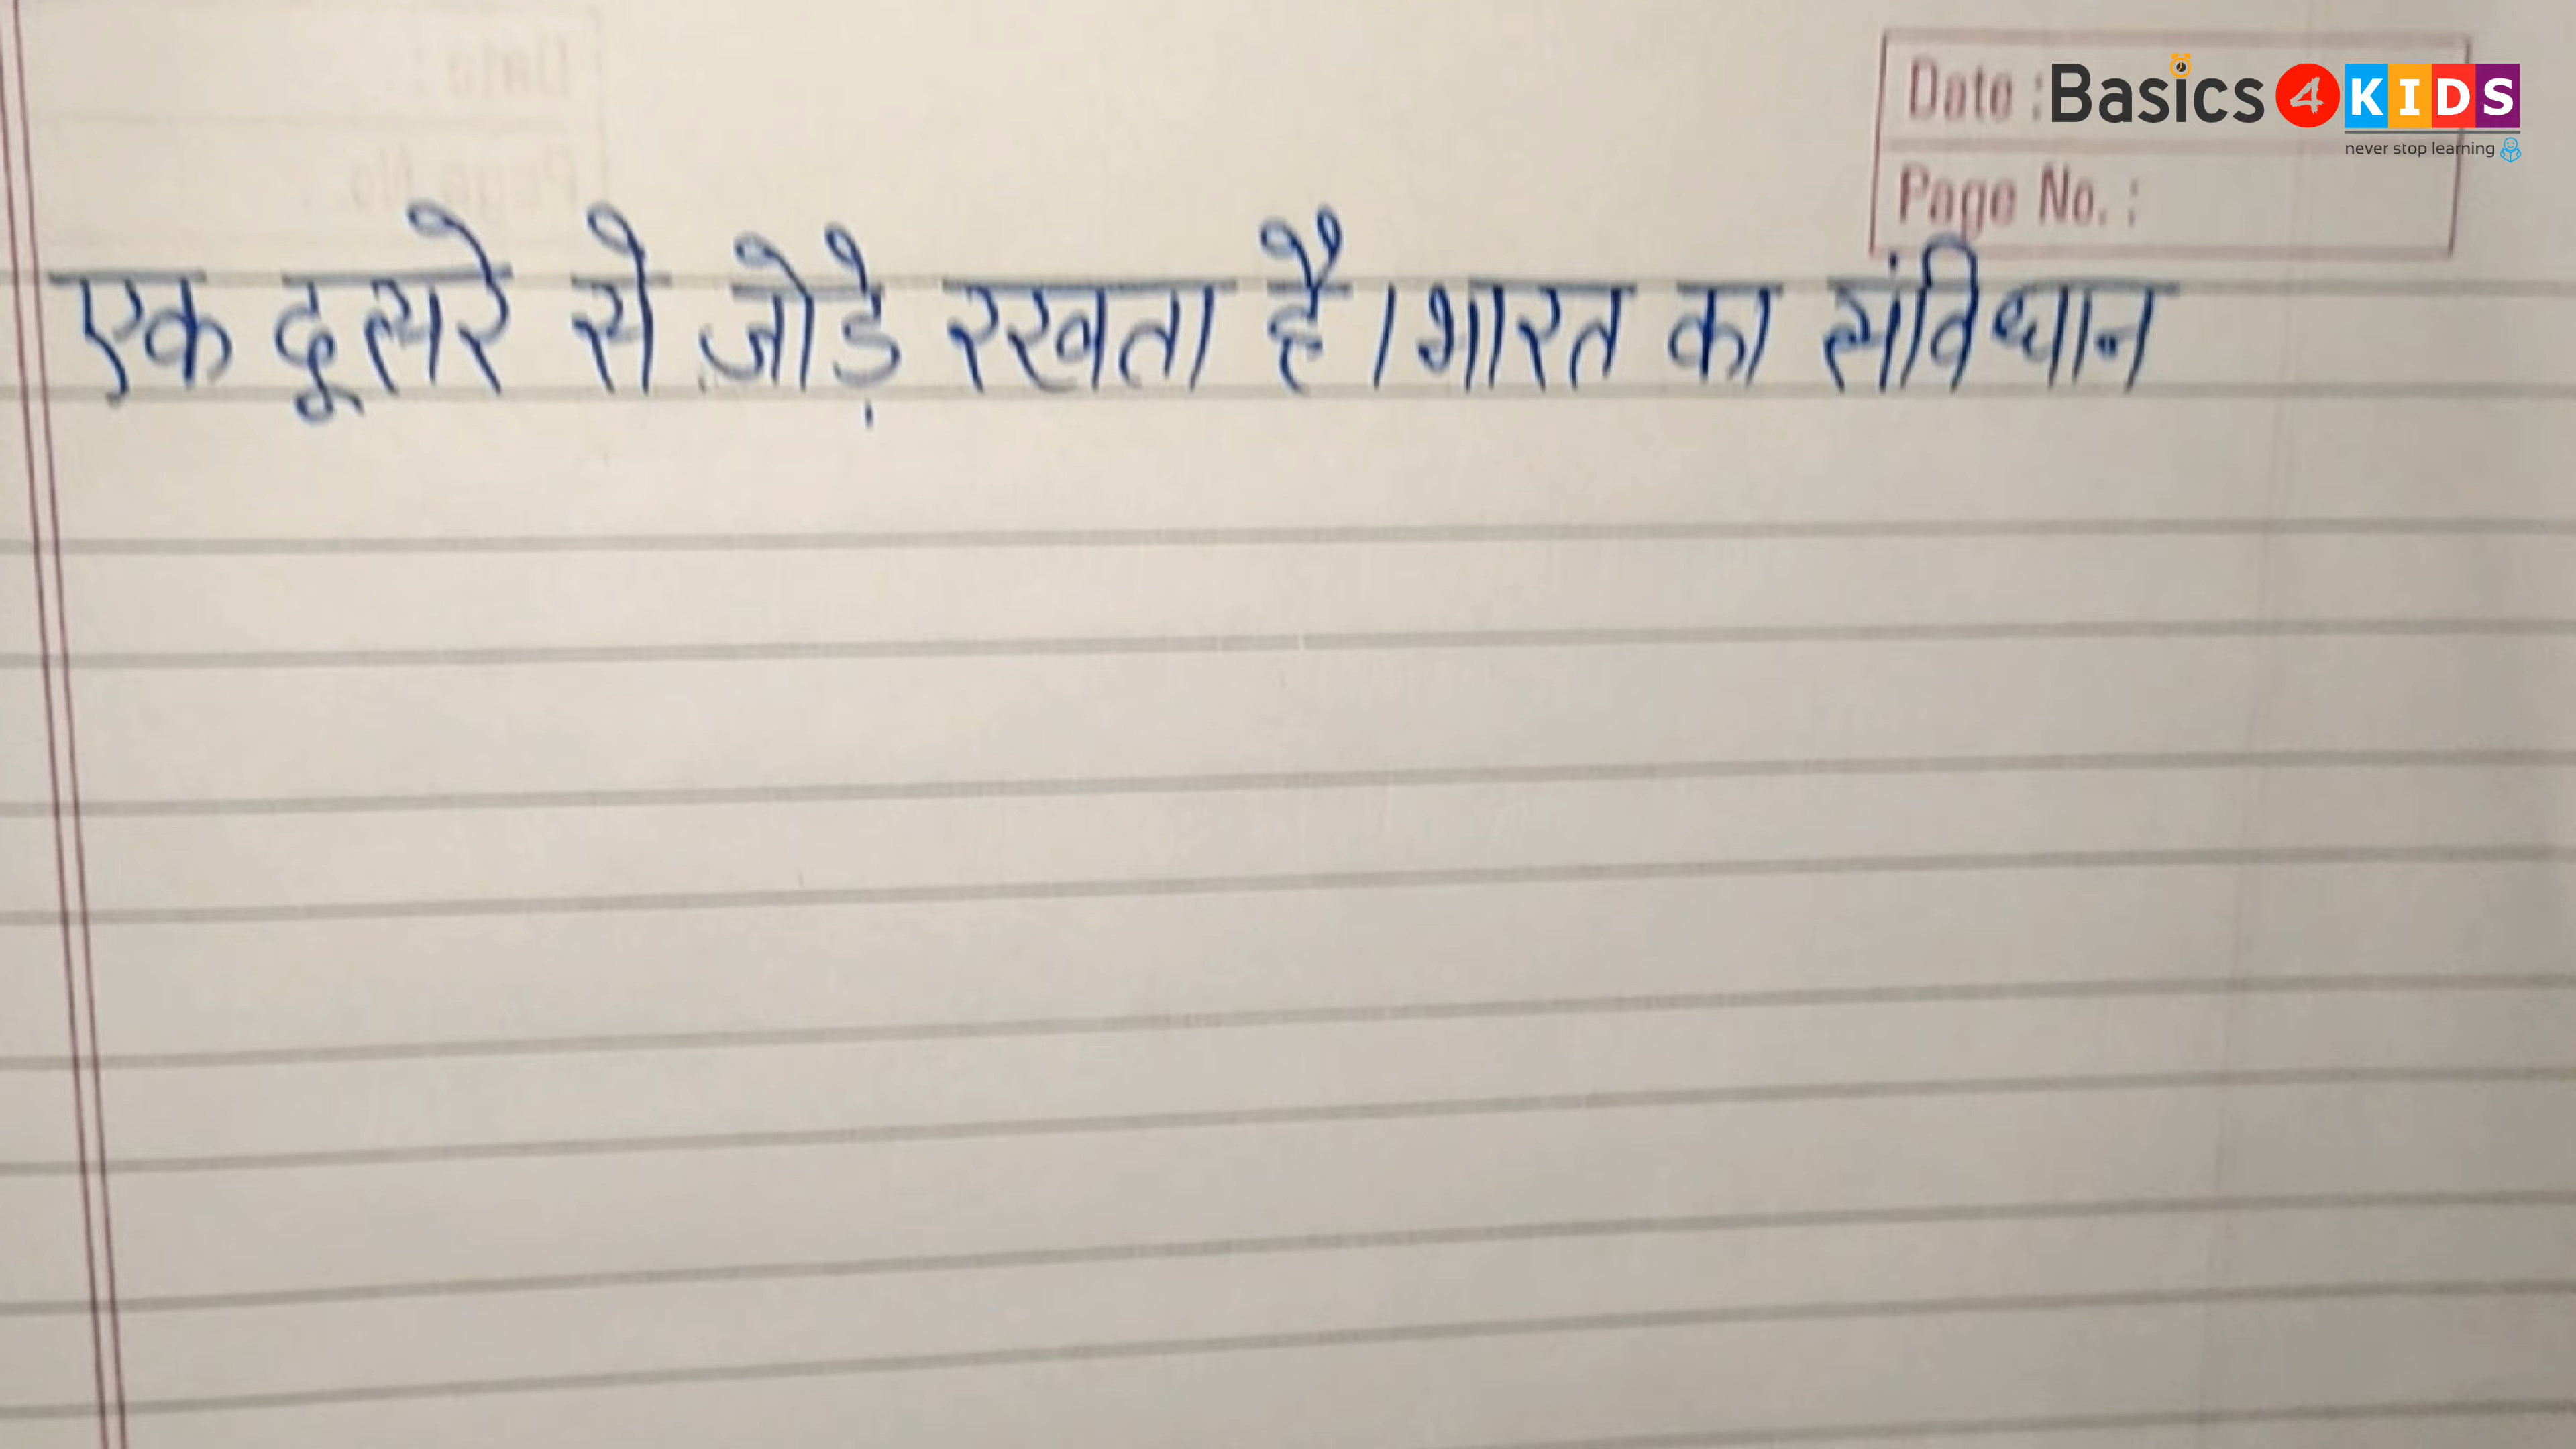 Date : Basics 4 KIDS
never stop learning
Page No. :
एक दूसरे से जोड़े रखता है। भारत का संविधान